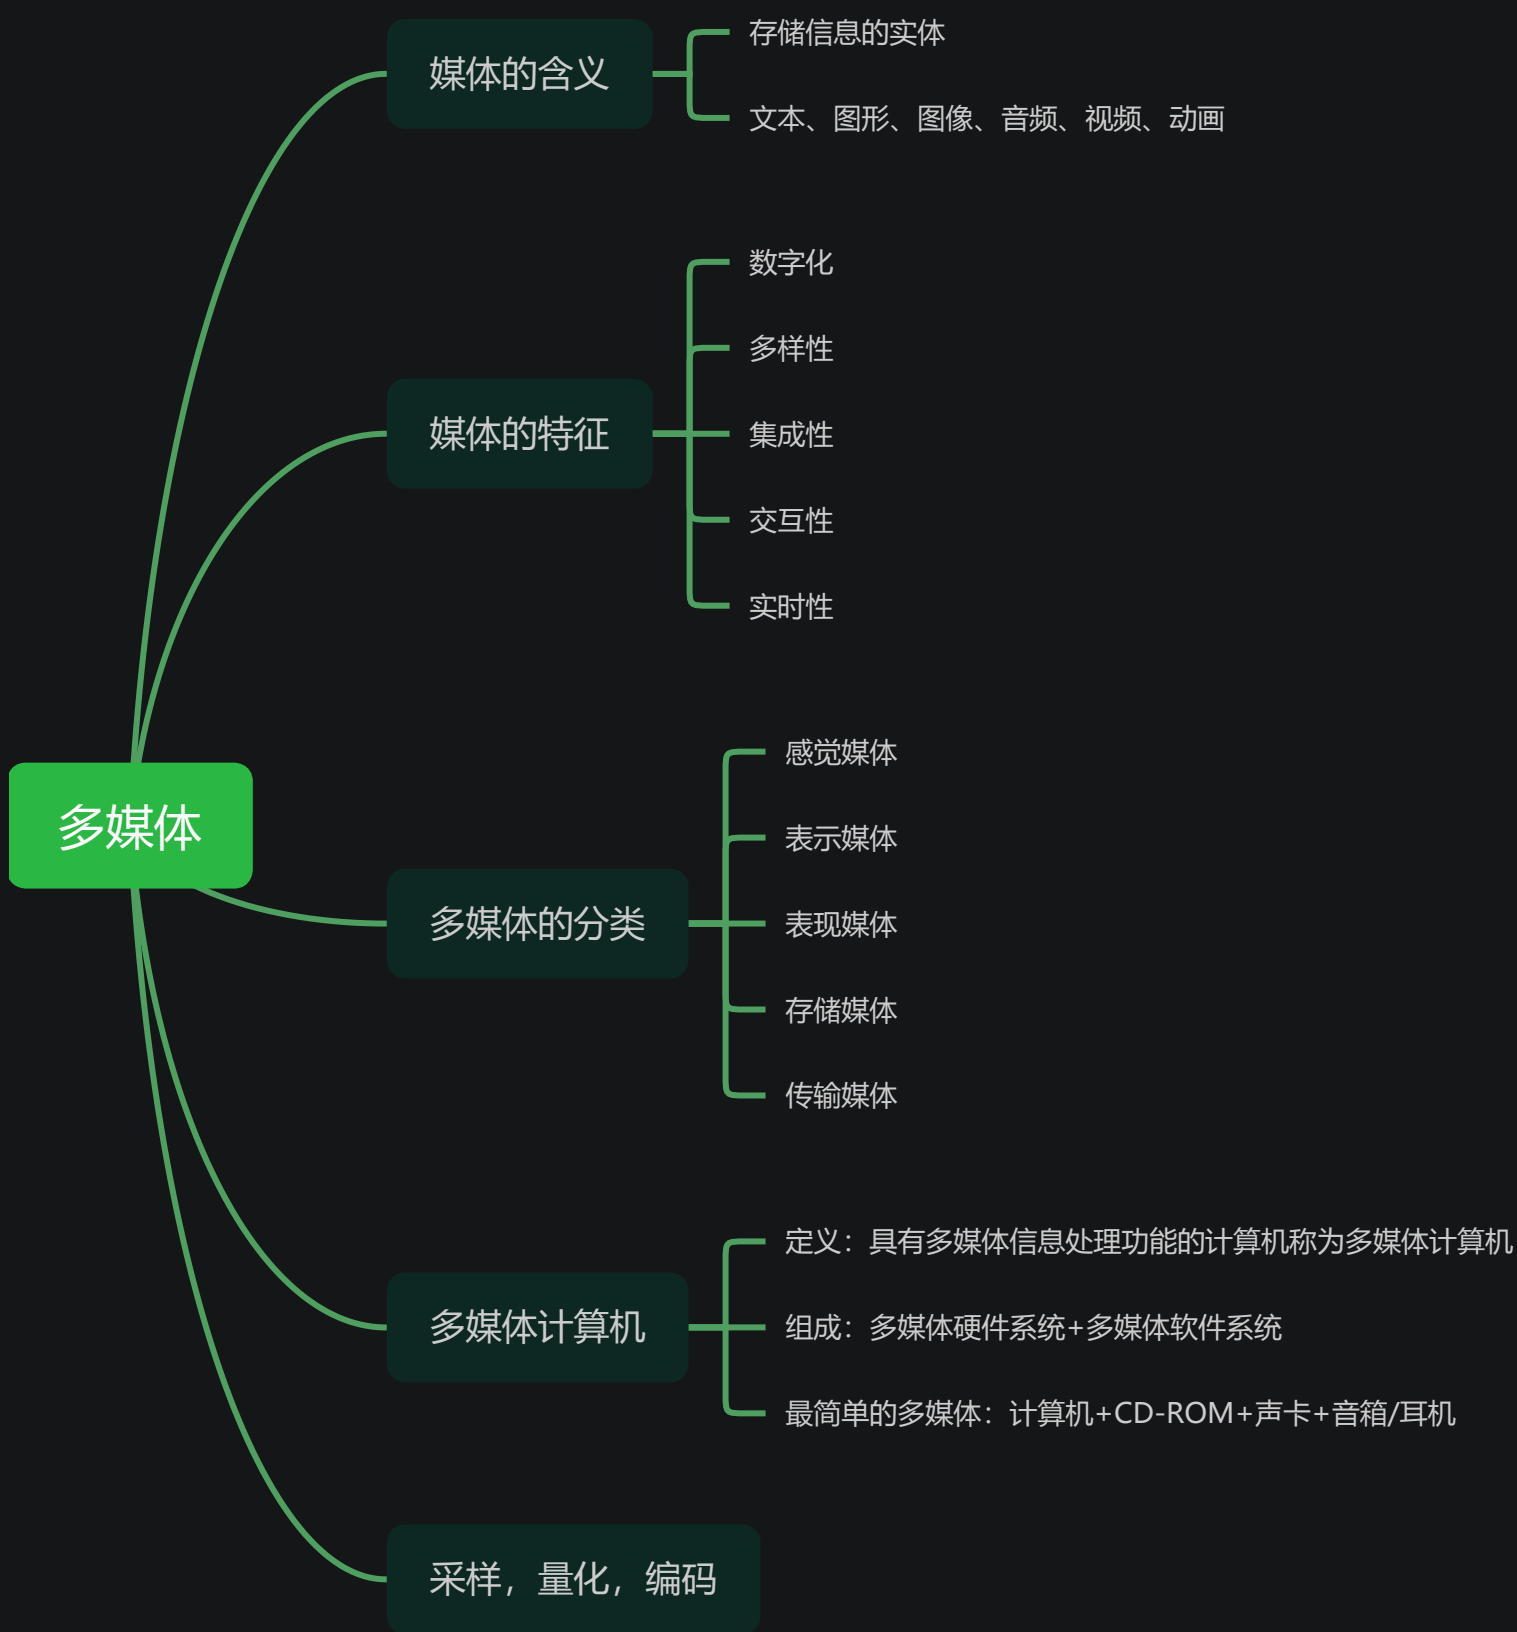 媒体的含义
存储信息的实体
文本、图形、图像、音频、视频、动画
媒体的特征
数字化
多样性
集成性
交互性
实时性
多媒体
多媒体的分类
感觉媒体
表示媒体
表现媒体
存储媒体
传输媒体
多媒体计算机
定义：具有多媒体信息处理功能的计算机称为多媒体计算机
组成：多媒体硬件系统+多媒体软件系统
最简单的多媒体：计算机+CD-ROM+声卡+音箱/耳机
采样，量化，编码